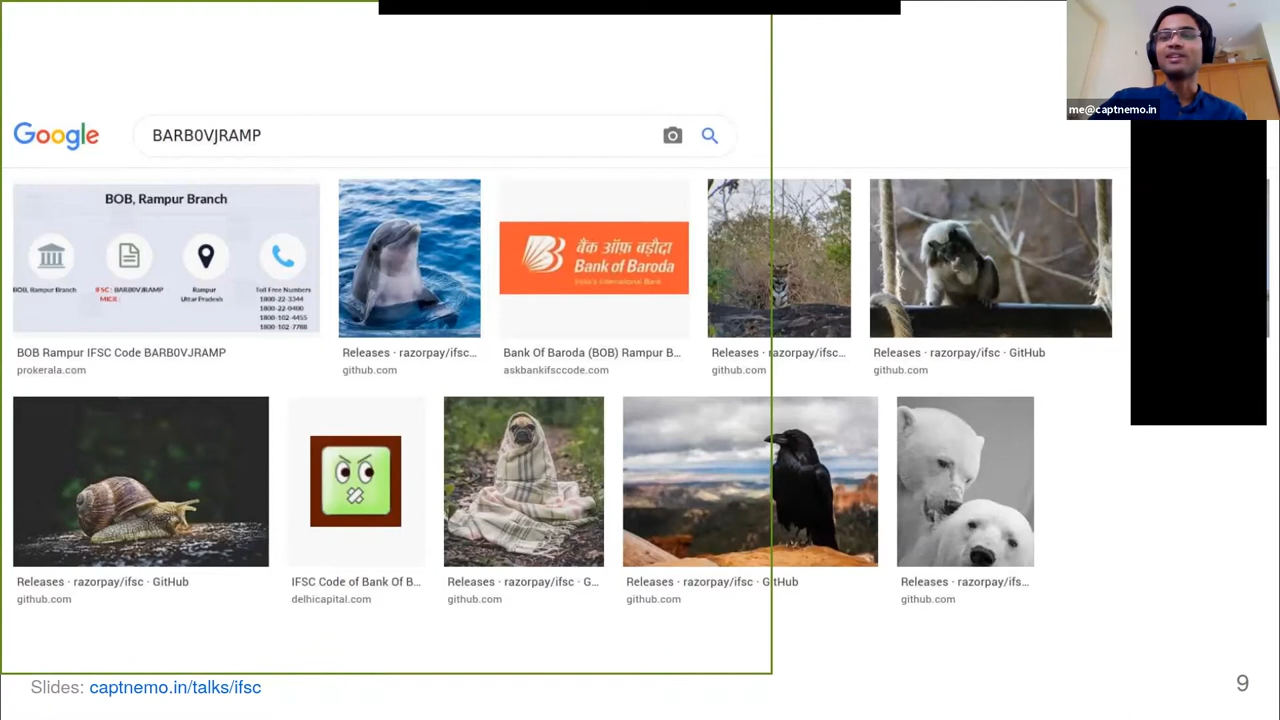 me@captnemo.in
Google
BARB0VJRAMP
BOB, Rampur Branch
BOB, Rampur Branch
IFSC : BARB0VJRAMP
MICR :
Rampur
Uttar Pradesh
Toll Free Numbers
1800-22-3344
1800-22-0400
1800-102-4455
1800-102-7788
बैंक ऑफ़ बड़ौदा
Bank of Baroda
India's International Bank
BOB Rampur IFSC Code BARB0VJRAMP
prokerala.com
Releases · razorpay/ifsc...
github.com
Bank Of Baroda (BOB) Rampur B...
askbankifsccode.com
Releases · razorpay/ifsc...
github.com
Releases · razorpay/ifsc · GitHub
github.com
Releases · razorpay/ifsc · GitHub
github.com
IFSC Code of Bank Of B...
delhicapital.com
Releases · razorpay/ifsc · G...
github.com
Releases · razorpay/ifsc · GitHub
github.com
Releases · razorpay/ifs...
github.com
Slides: captnemo.in/talks/ifsc
9